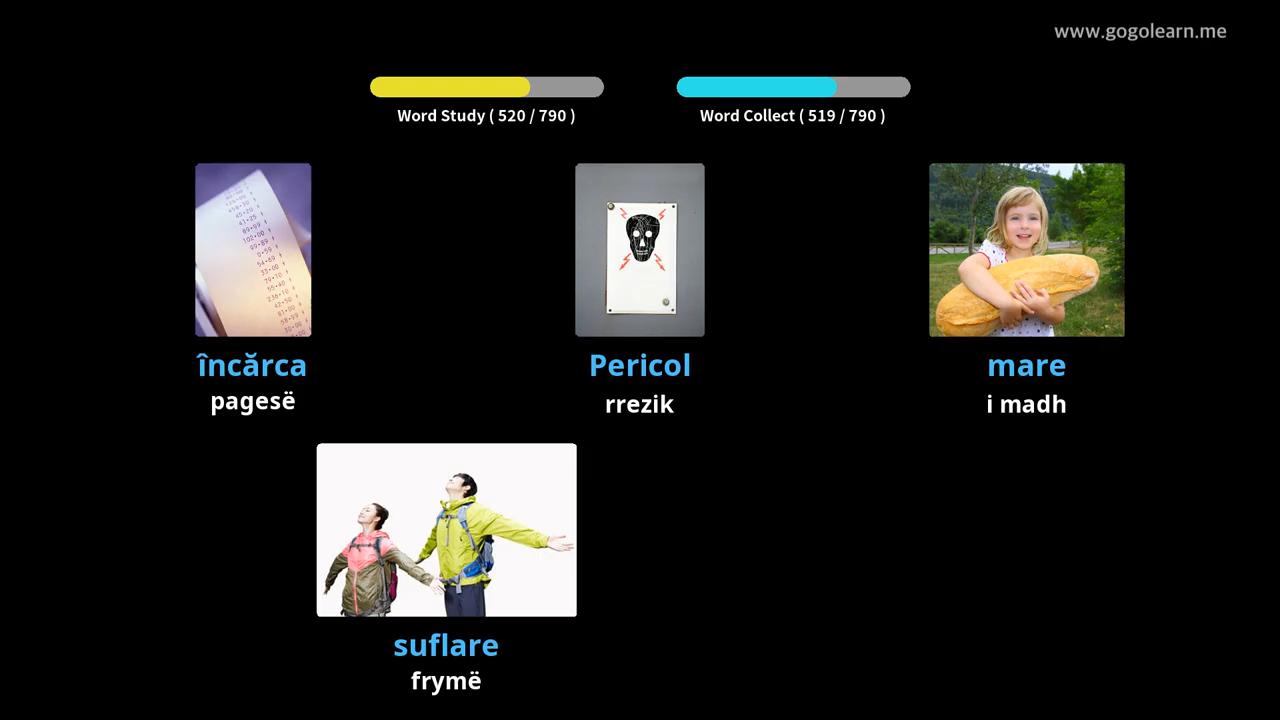 www.gogolearn.me
Word Study ( 520 / 790 )
Word Collect ( 519 / 790 )
încărca
pagesë
Pericol
rrezik
mare
i madh
suflare
frymë